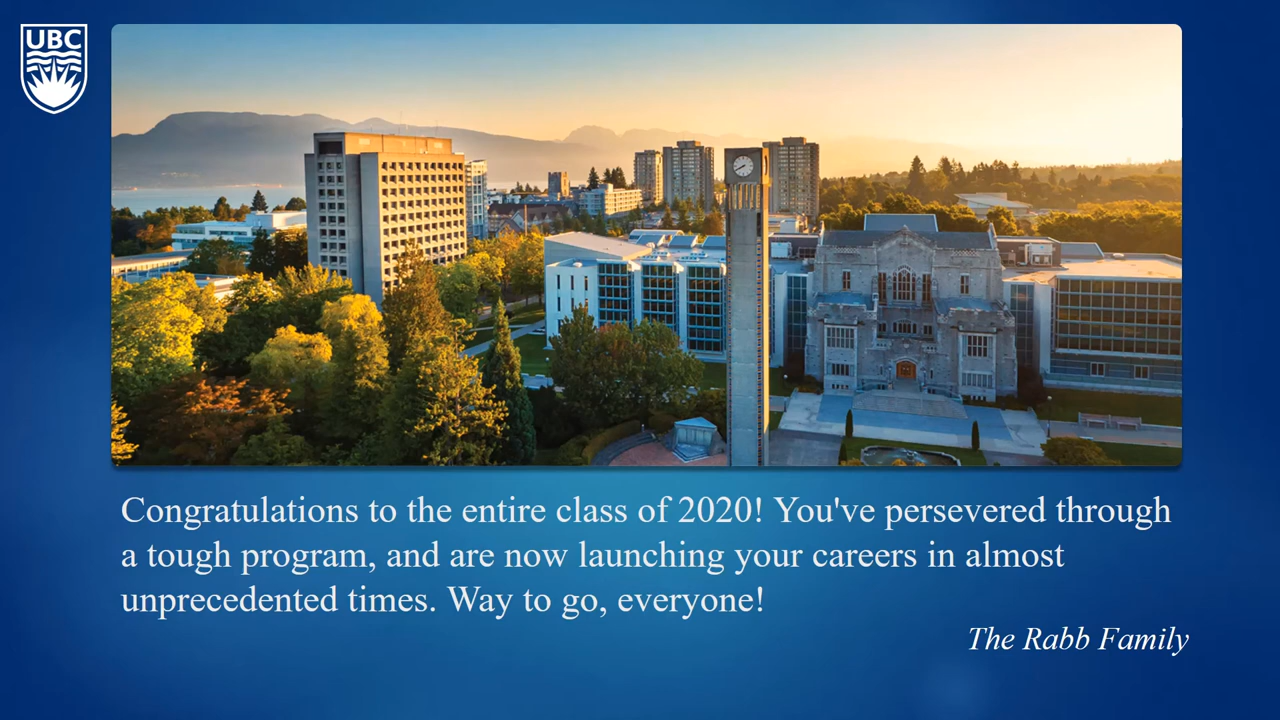 UBC
Congratulations to the entire class of 2020! You've persevered through
a tough program, and are now launching your careers in almost
unprecedented times. Way to go, everyone!
The Rabb Family